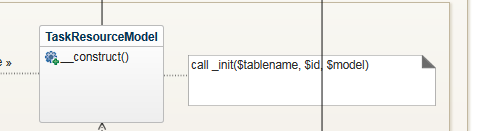 TaskResourceModel
e »
__construct()
call _init($tablename, $id, $model)